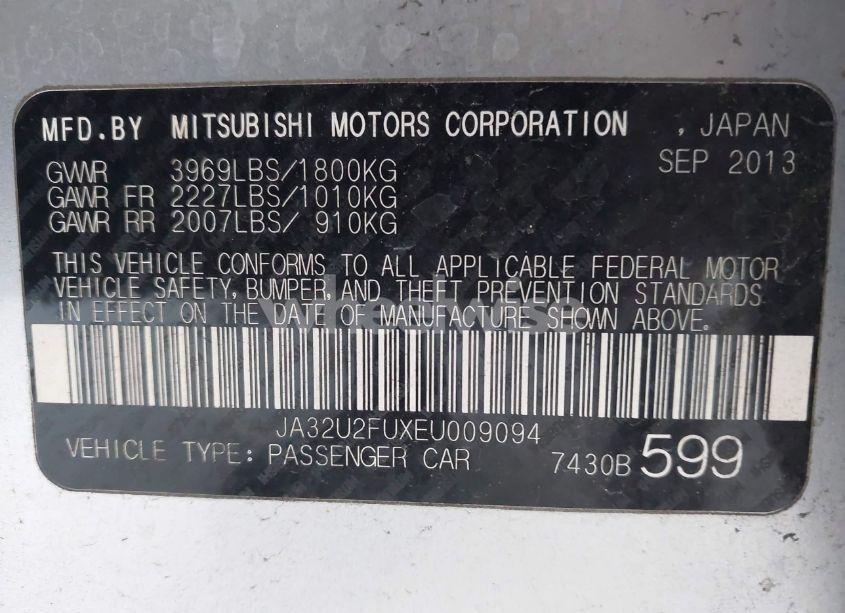 MFD.BY MITSUBISHI MOTORS CORPORATION , JAPAN
SEP 2013
GVWR 3969LBS/1800KG
GAWR FR 2227LBS/1010KG
GAWR RR 2007LBS/ 910KG
THIS VEHICLE CONFORMS TO ALL APPLICABLE FEDERAL MOTOR
VEHICLE SAFETY, BUMPER, AND THEFT PREVENTION STANDARDS
IN EFFECT ON THE DATE OF MANUFACTURE SHOWN ABOVE.
JA32U2FUXEU009094
VEHICLE TYPE: PASSENGER CAR 7430B 599